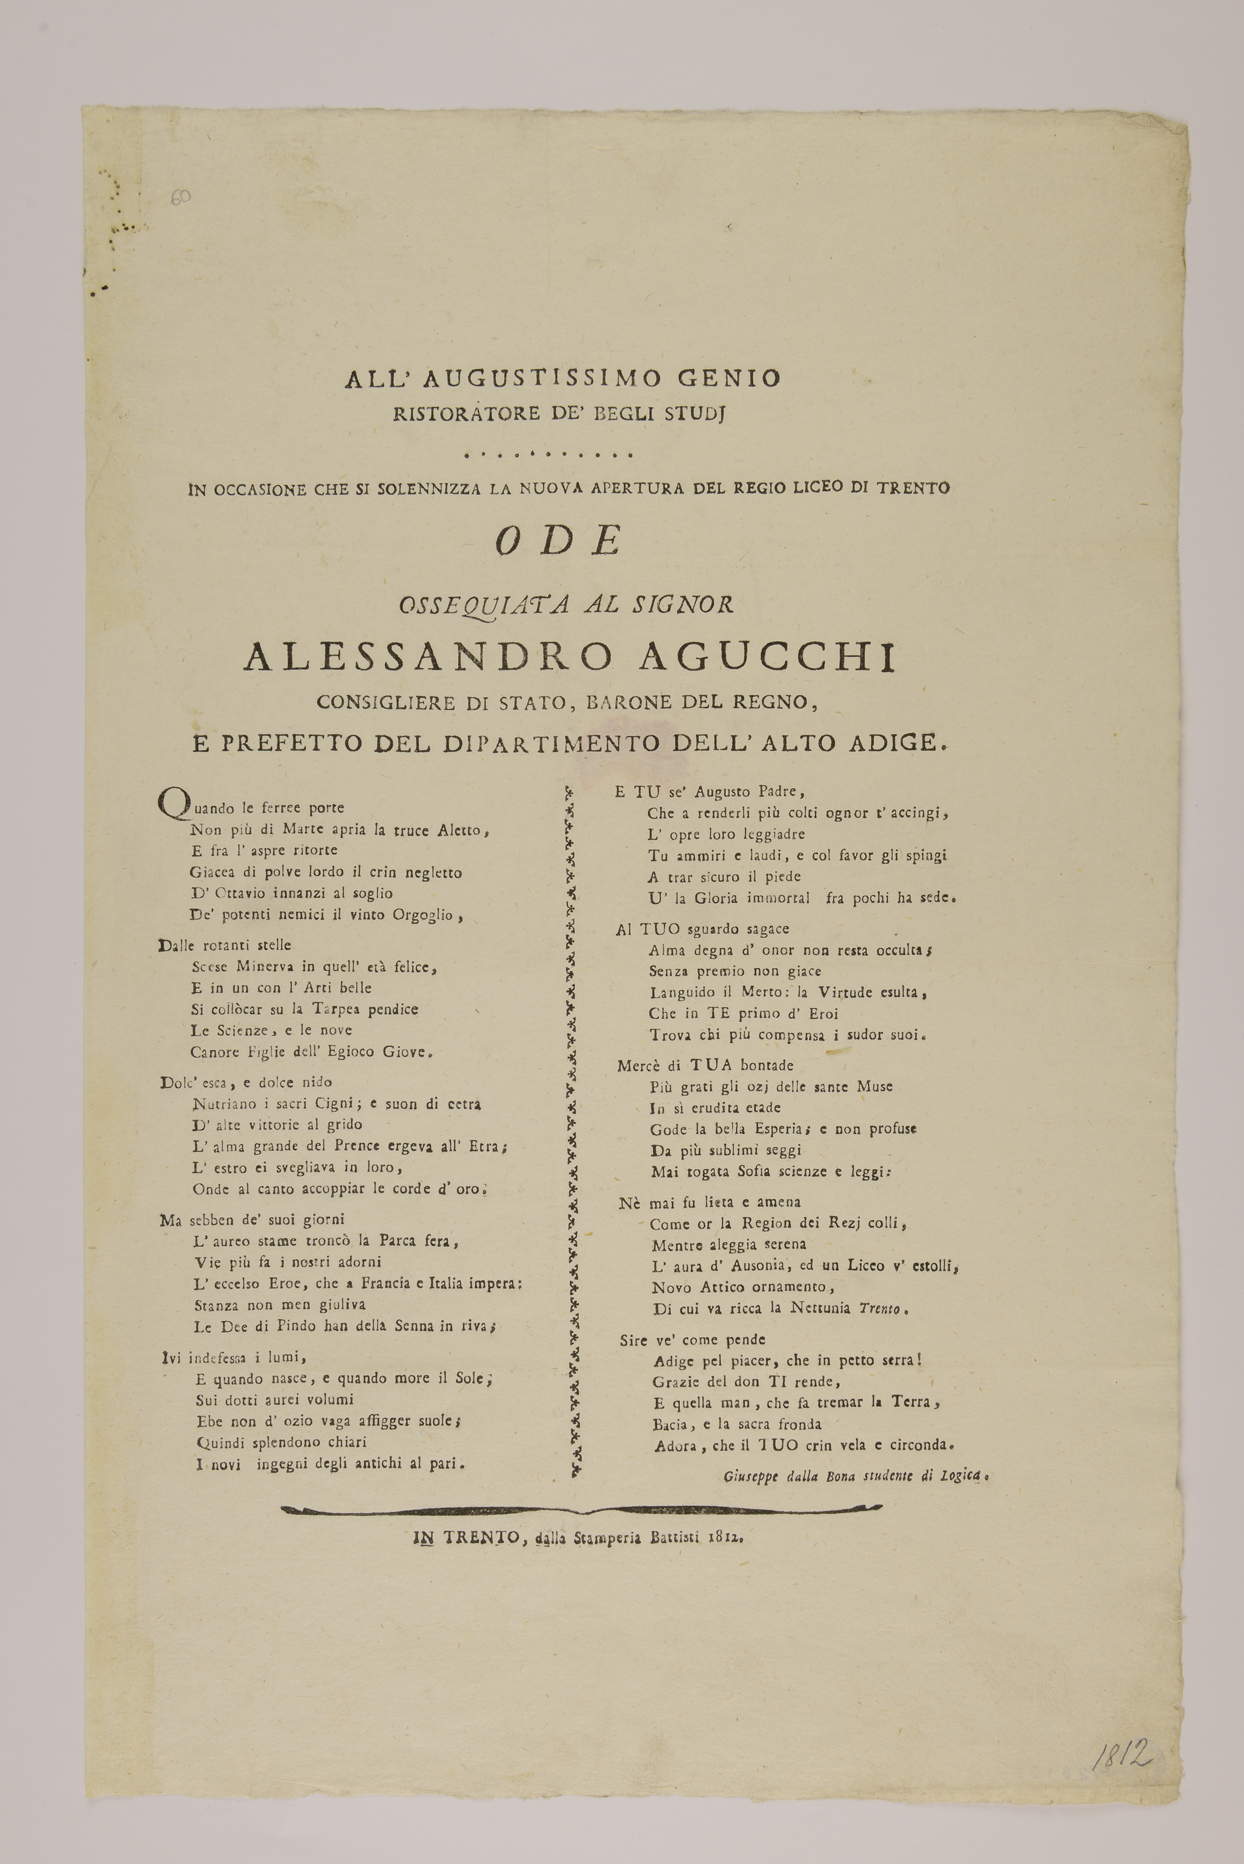 60
ALL' AUGUSTISSIMO GENIO
RISTORATORE DE' BEGLI STUDJ
...........
IN OCCASIONE CHE SI SOLENNIZZA LA NUOVA APERTURA DEL REGIO LICEO DI TRENTO
ODE
OSSEQUIATA AL SIGNOR
ALESSANDRO AGUCCHI
CONSIGLIERE DI STATO, BARONE DEL REGNO,
E PREFETTO DEL DIPARTIMENTO DELL' ALTO ADIGE.
Quando le ferree porte
Non più di Marte apria la truce Aletto,
E fra l' aspre ritorte
Giacea di polve lordo il crin negletto
D' Ottavio innanzi al soglio
De' potenti nemici il vinto Orgoglio,
Dalle rotanti stelle
Scese Minerva in quell' età felice,
E in un con l' Arti belle
Si collòcar su la Tarpea pendice
Le Scienze, e le nove
Canore Figlie dell' Egioco Giove.
Dolc' esca, e dolce nido
Nutriano i sacri Cigni; e suon di cetra
D' alte vittorie al grido
L' alma grande del Prence ergeva all' Etra;
L' estro ei svegliava in loro,
Onde al canto accoppiar le corde d' oro.
Ma sebben de' suoi giorni
L' aureo stame troncò la Parca fera,
Vie più fa i nostri adorni
L' eccelso Eroe, che a Francia e Italia impera:
Stanza non men giuliva
Le Dee di Pindo han della Senna in riva;
Ivi indefessa i lumi,
E quando nasce, e quando more il Sole,
Sui dotti aurei volumi
Ebe non d' ozio vaga affigger suole;
Quindi splendono chiari
I novi ingegni degli antichi al pari.
E TU se' Augusto Padre,
Che a renderli più colti ognor t' accingi,
L' opre loro leggiadre
Tu ammiri e laudi, e col favor gli spingi
A trar sicuro il piede
U' la Gloria immortal fra pochi ha sede.
Al TUO sguardo sagace
Alma degna d' onor non resta occulta;
Senza premio non giace
Languido il Merto: la Virtude esulta,
Che in TE primo d' Eroi
Trova chi più compensa i sudor suoi.
Mercè di TUA bontade
Più grati gli ozj delle sante Muse
In sì erudita etade
Gode la bella Esperia; e non profuse
Da più sublimi seggi
Mai togata Sofia scienze e leggi:
Nè mai fu lieta e amena
Come or la Region dei Rezj colli,
Mentre aleggia serena
L' aura d' Ausonia, ed un Liceo v' estolli,
Novo Attico ornamento,
Di cui va ricca la Nettunia Trento.
Sire ve' come pende
Adige pel piacer, che in petto serra!
Grazie del don TI rende,
E quella man, che fa tremar la Terra,
Bacia, e la sacra fronda
Adora, che il TUO crin vela e circonda.
Giuseppe dalla Bona studente di Logica.
IN TRENTO, dalla Stamperia Battisti 1812.
1812